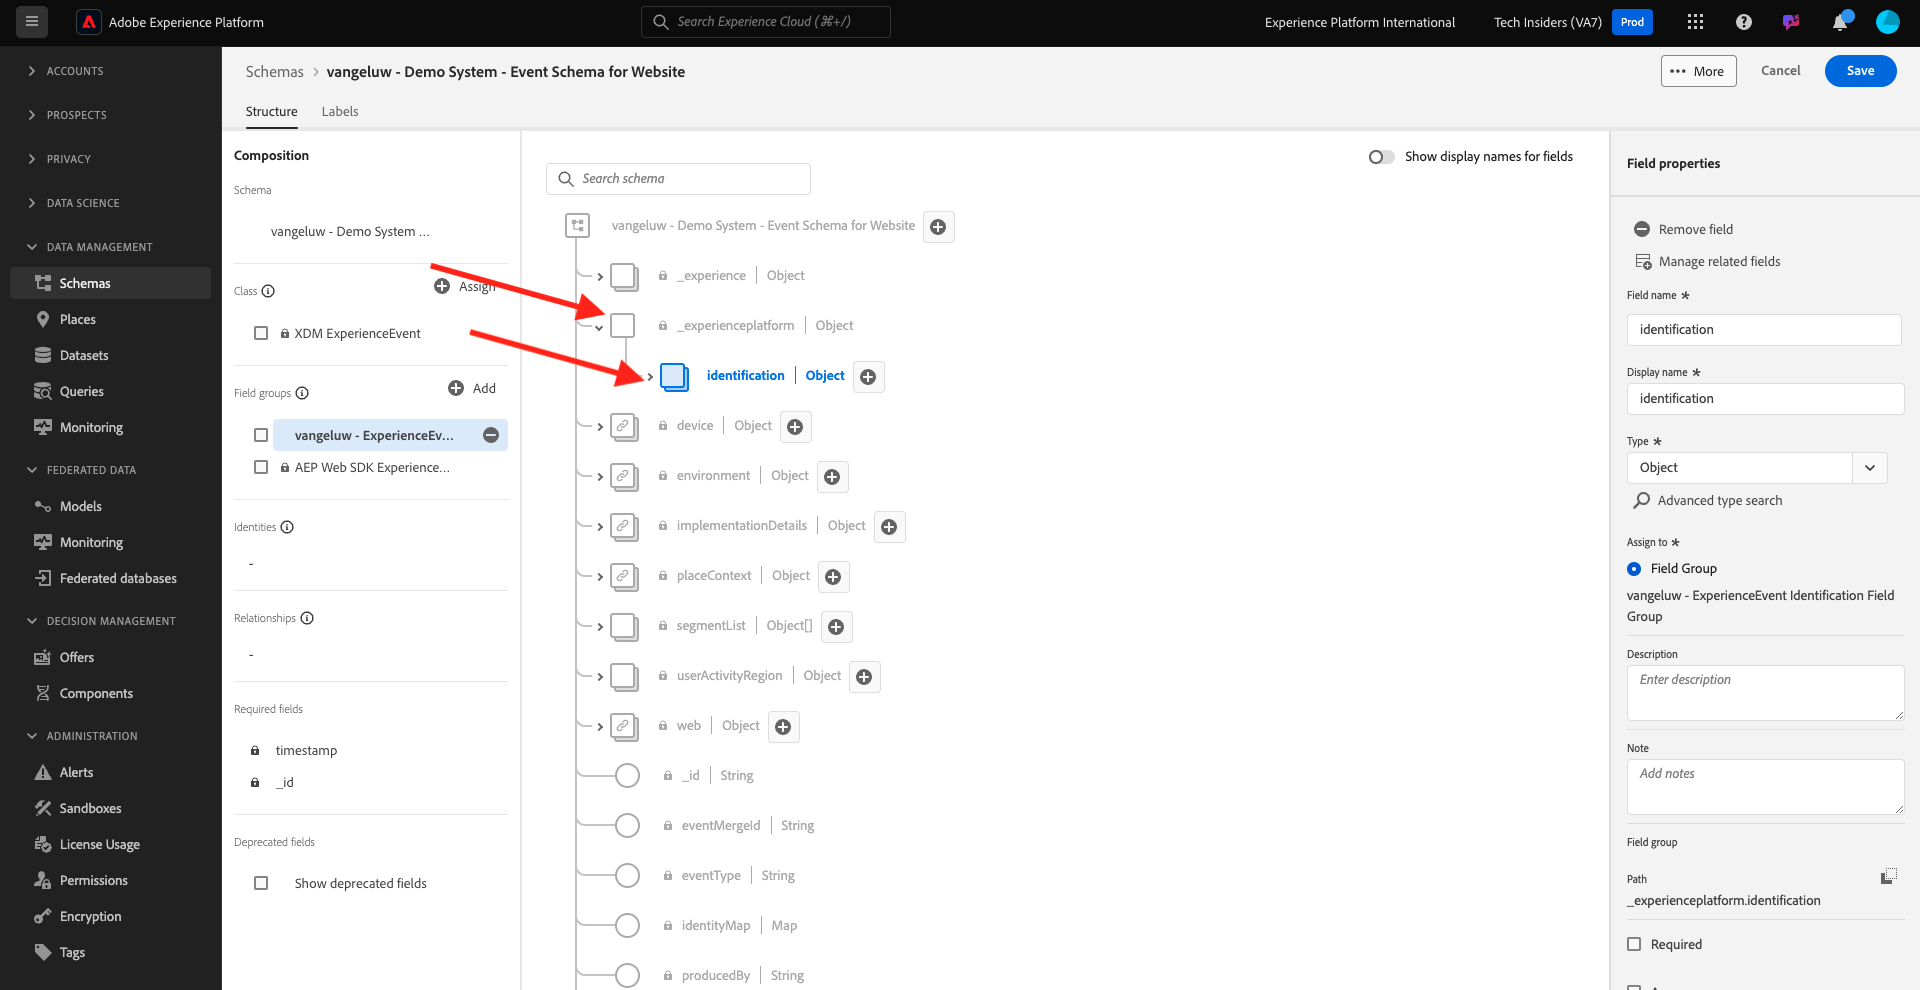 Adobe Experience Platform
Search Experience Cloud (⌘+/)
Experience Platform International
Tech Insiders (VA7)
Prod
ACCOUNTS
PROSPECTS
PRIVACY
DATA SCIENCE
DATA MANAGEMENT
Schemas
Places
Datasets
Queries
Monitoring
FEDERATED DATA
Models
Monitoring
Federated databases
DECISION MANAGEMENT
Offers
Components
ADMINISTRATION
Alerts
Sandboxes
License Usage
Permissions
Encryption
Tags
Schemas > vangeluw - Demo System - Event Schema for Website
More
Cancel
Save
Structure
Labels
Composition
Schema
vangeluw - Demo System ...
Class
Assign
XDM ExperienceEvent
Field groups
Add
vangeluw - ExperienceEv...
AEP Web SDK Experience...
Identities
-
Relationships
-
Required fields
timestamp
_id
Deprecated fields
Show deprecated fields
Search schema
Show display names for fields
vangeluw - Demo System - Event Schema for Website
_experience | Object
_experienceplatform | Object
identification | Object
device | Object
environment | Object
implementationDetails | Object
placeContext | Object
segmentList | Object[]
userActivityRegion | Object
web | Object
_id | String
eventMergeId | String
eventType | String
identityMap | Map
producedBy | String
Field properties
Remove field
Manage related fields
Field name *
identification
Display name *
identification
Type *
Object
Advanced type search
Assign to *
Field Group
vangeluw - ExperienceEvent Identification Field
Group
Description
Enter description
Note
Add notes
Field group
Path
_experienceplatform.identification
Required